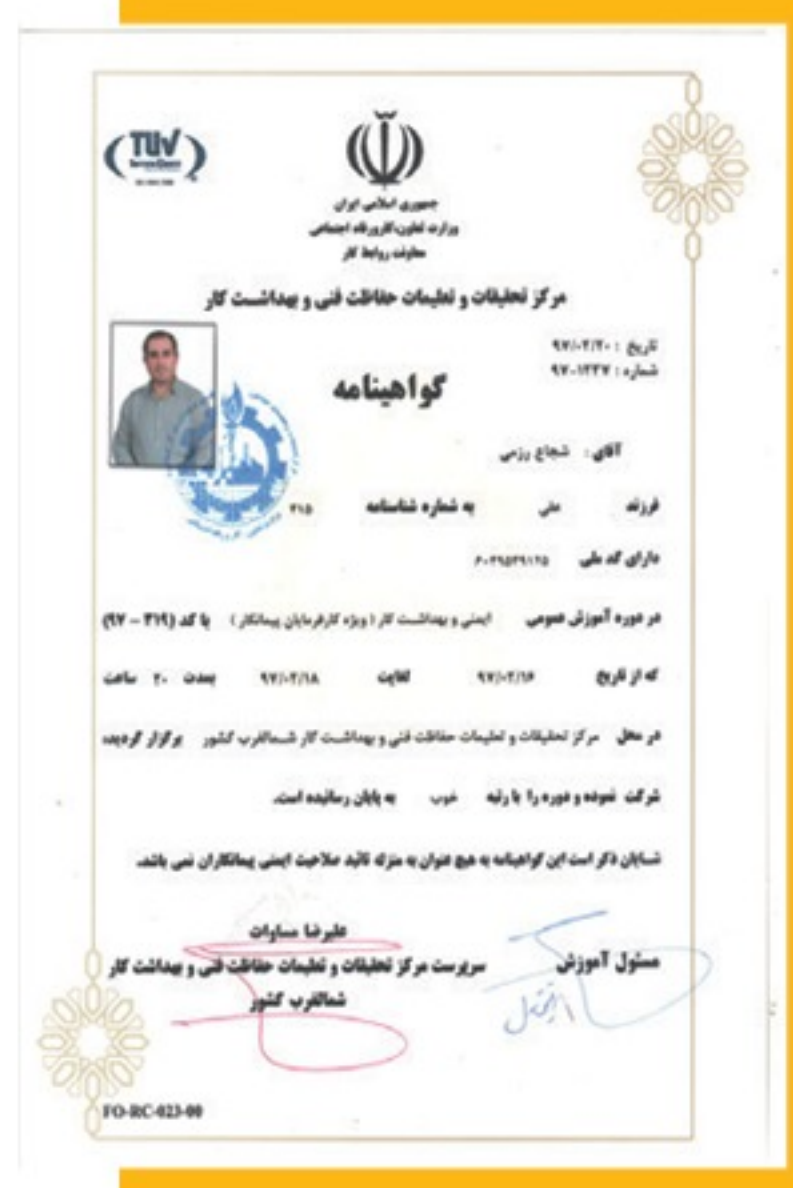 TÜV
جمهوری اسلامی ایران
وزارت تعاون،کارورفاه اجتماعی
معاونت روابط کار
مرکز تحقیقات و تعلیمات حفاظت فنی و بهداشت کار
تاریخ : ۹۷/۰۲/۲۰
شماره : ۹۷-۱۲۳۷
گواهینامه
آقای : شجاع رزمی
فرزند علی به شماره شناسنامه ۳۱۵
دارای کد ملی
در دوره آموزش عمومی ایمنی و بهداشت کار ( ویژه کارفرمایان پیمانکار ) با کد (۳۱۹ – ۹۷)
که از تاریخ ۹۷/۰۲/۱۶ لغایت ۹۷/۰۲/۱۸ بمدت ۲۰ ساعت
در محل مرکز تحقیقات و تعلیمات حفاظت فنی و بهداشت کار شمالغرب کشور برگزار گردیده
شرکت نموده و دوره را با رتبه خوب به پایان رسانیده است.
شایان ذکر است این گواهینامه به هیچ عنوان به منزله تائید صلاحیت ایمنی پیمانکاران نمی باشد.
مسئول آموزش
علیرضا مساوات
سرپرست مرکز تحقیقات و تعلیمات حفاظت فنی و بهداشت کار
شمالغرب کشور
FO-RC-023-00